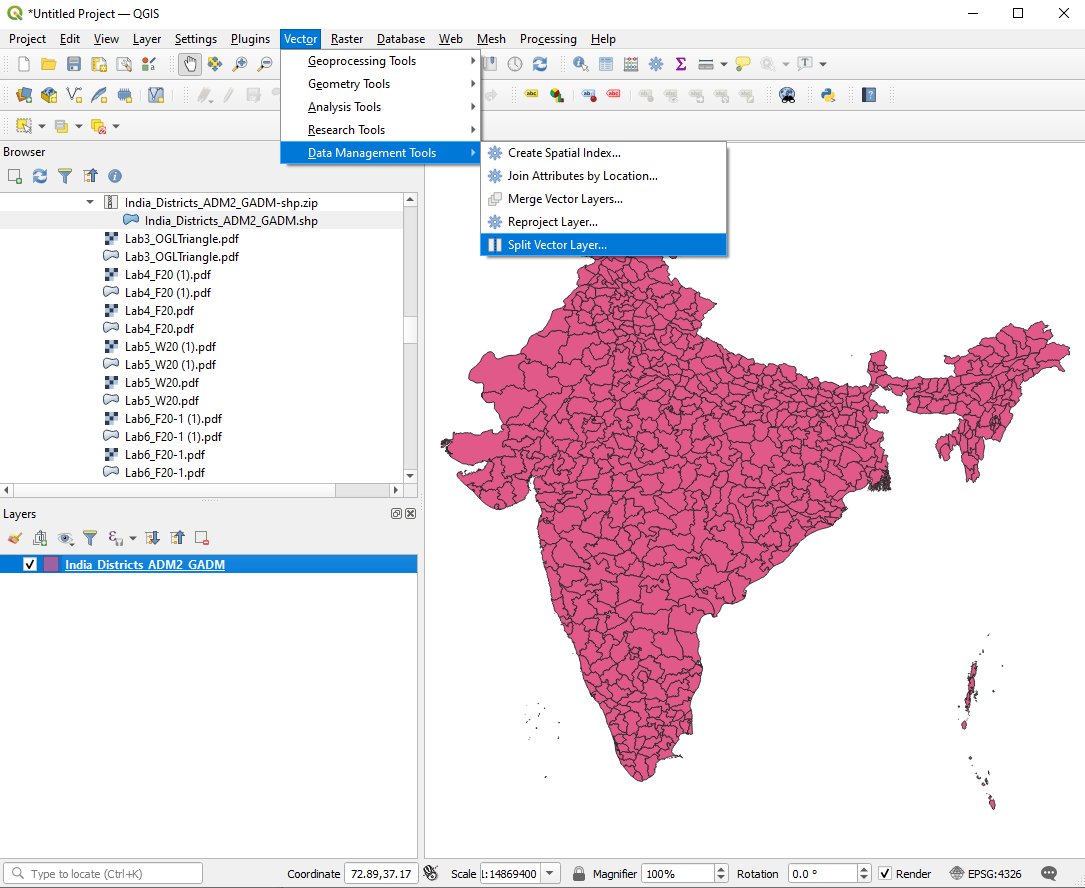 *Untitled Project — QGIS
Project Edit View Layer Settings Plugins Vector Raster Database Web Mesh Processing Help
Geoprocessing Tools
Geometry Tools
Analysis Tools
Research Tools
Data Management Tools
Create Spatial Index...
Join Attributes by Location...
Merge Vector Layers...
Reproject Layer...
Split Vector Layer...
Browser
India_Districts_ADM2_GADM-shp.zip
India_Districts_ADM2_GADM.shp
Lab3_OGLTriangle.pdf
Lab3_OGLTriangle.pdf
Lab4_F20 (1).pdf
Lab4_F20 (1).pdf
Lab4_F20.pdf
Lab4_F20.pdf
Lab5_W20 (1).pdf
Lab5_W20 (1).pdf
Lab5_W20.pdf
Lab5_W20.pdf
Lab6_F20-1 (1).pdf
Lab6_F20-1 (1).pdf
Lab6_F20-1.pdf
Lab6_F20-1.pdf
Layers
India_Districts_ADM2_GADM
Type to locate (Ctrl+K) Coordinate 72.89,37.17 Scale 1:14869400 Magnifier 100% Rotation 0.0 ° Render EPSG:4326